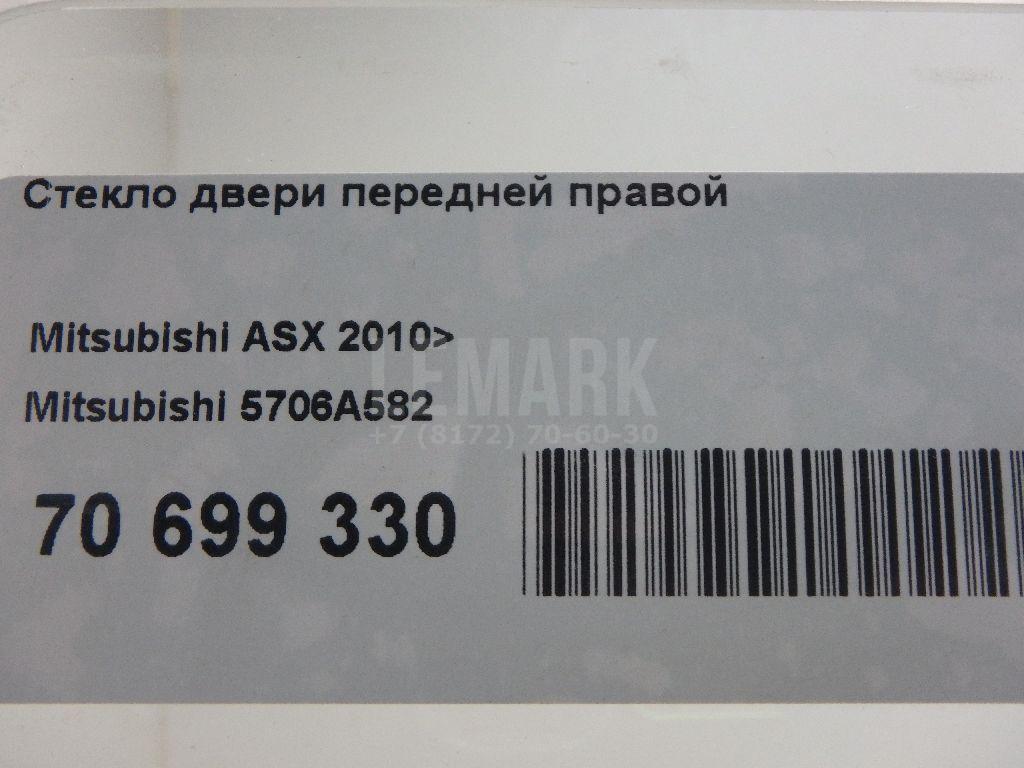 Стекло двери передней правой
Mitsubishi ASX 2010>
Mitsubishi 5706A582
LEMARK
+7 (8172) 70-60-30
70 699 330